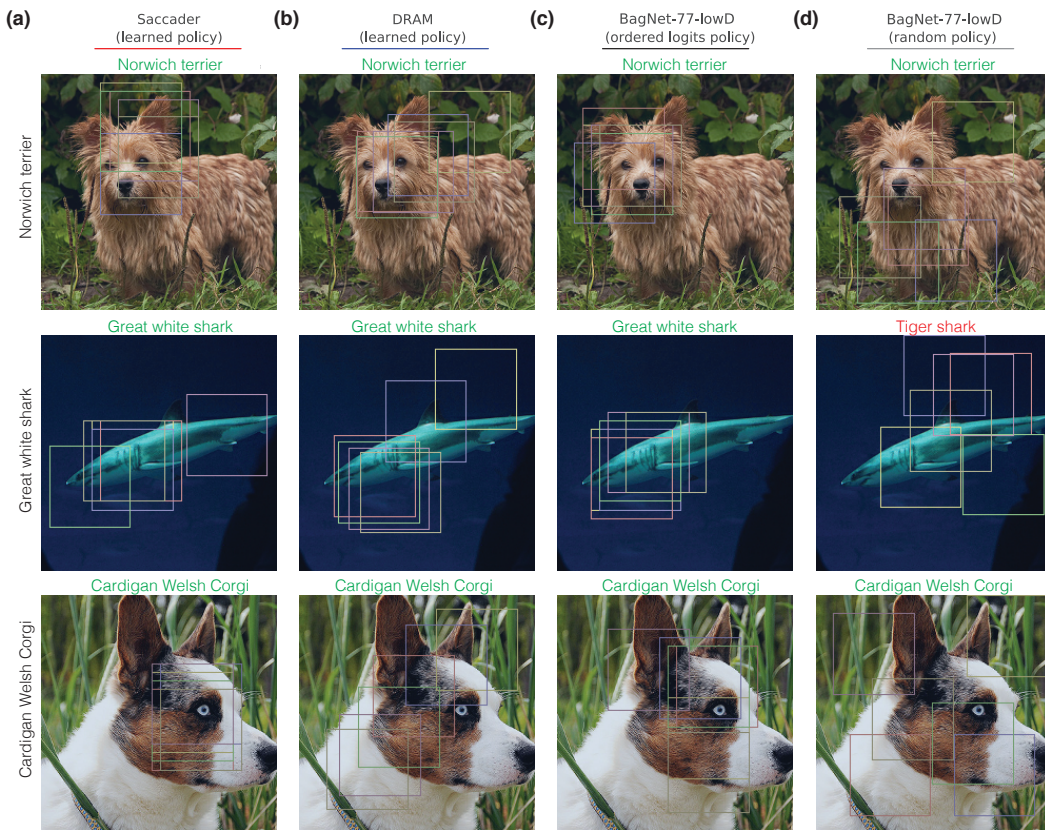 (a)
Saccader
(learned policy)
(b)
DRAM
(learned policy)
(c)
BagNet-77-lowD
(ordered logits policy)
(d)
BagNet-77-lowD
(random policy)
Norwich terrier
Norwich terrier
Norwich terrier
Norwich terrier
Norwich terrier
Great white shark
Great white shark
Great white shark
Tiger shark
Great white shark
Cardigan Welsh Corgi
Cardigan Welsh Corgi
Cardigan Welsh Corgi
Cardigan Welsh Corgi
Cardigan Welsh Corgi